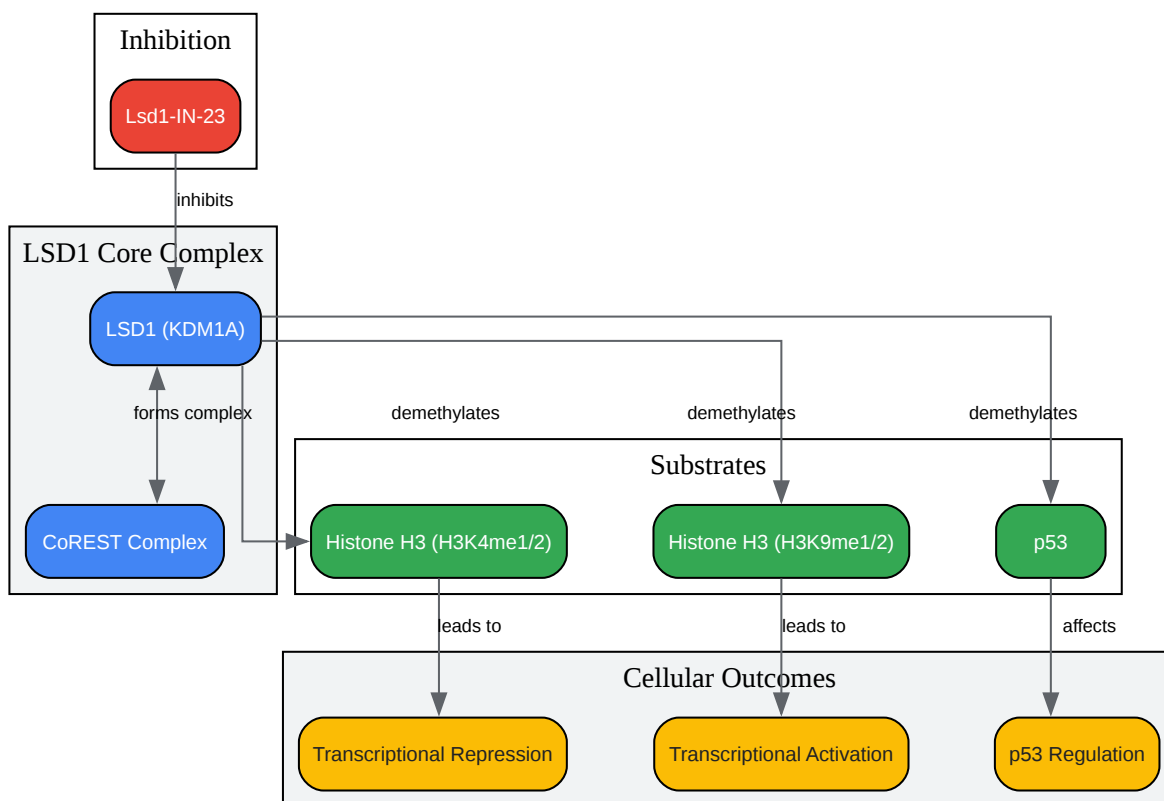 Inhibition
Lsd1-IN-23
inhibits
LSD1 Core Complex
LSD1 (KDM1A)
forms complex
demethylates
demethylates
demethylates
Substrates
CoREST Complex
Histone H3 (H3K4me1/2)
Histone H3 (H3K9me1/2)
p53
leads to
leads to
affects
Cellular Outcomes
Transcriptional Repression
Transcriptional Activation
p53 Regulation